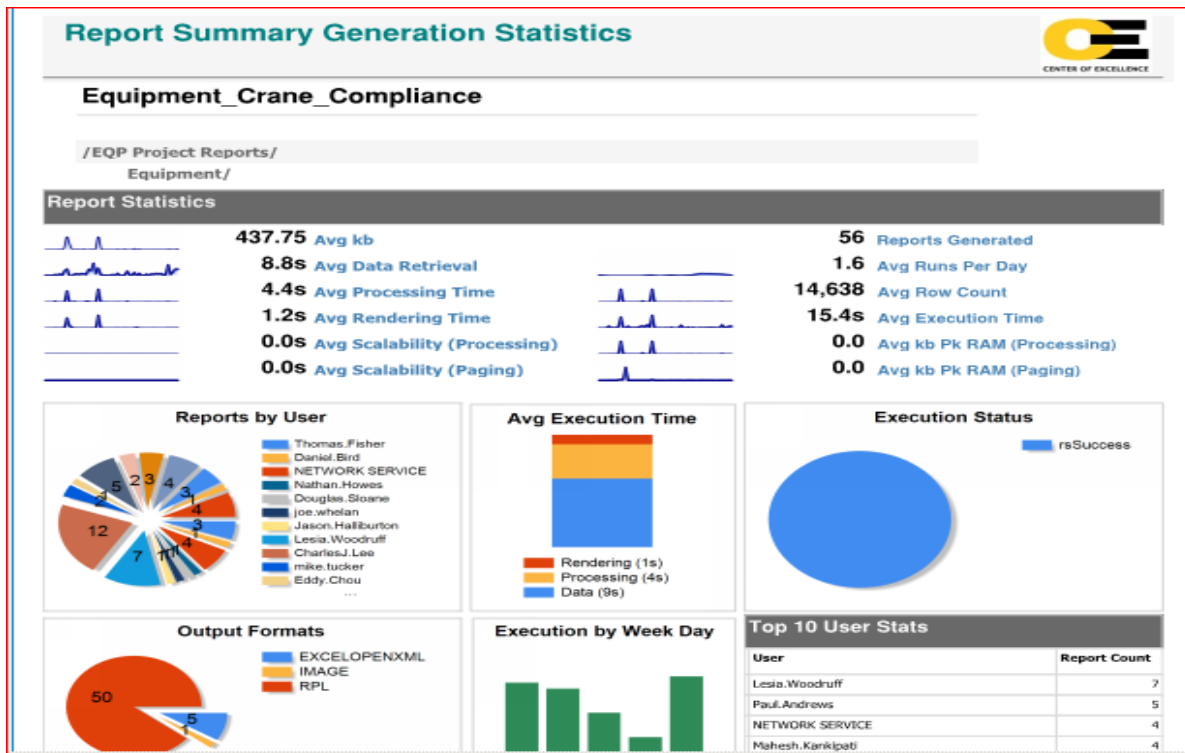 Report Summary Generation Statistics
CENTER OF EXCELLENCE
Equipment_Crane_Compliance
/EQP Project Reports/
Equipment/
Report Statistics
437.75 Avg kb
56 Reports Generated
8.8s Avg Data Retrieval
1.6 Avg Runs Per Day
4.4s Avg Processing Time
14,638 Avg Row Count
1.2s Avg Rendering Time
15.4s Avg Execution Time
0.0s Avg Scalability (Processing)
0.0 Avg kb Pk RAM (Processing)
0.0s Avg Scalability (Paging)
0.0 Avg kb Pk RAM (Paging)
Reports by User
Thomas.Fisher
Daniel.Bird
NETWORK SERVICE
Nathan.Howes
Douglas.Sloane
joe.whelan
Jason.Halliburton
Lesia.Woodruff
CharlesJ.Lee
mike.tucker
Eddy.Chou
...
5 2 3 4 3
1
4
3
1
4
12
7
Avg Execution Time
Rendering (1s)
Processing (4s)
Data (9s)
Execution Status
rsSuccess
Output Formats
EXCELOPENXML
IMAGE
RPL
50
5
1
Execution by Week Day
Top 10 User Stats
User Report Count
Lesia.Woodruff 7
Paul.Andrews 5
NETWORK SERVICE 4
Mahesh.Kankipati 4